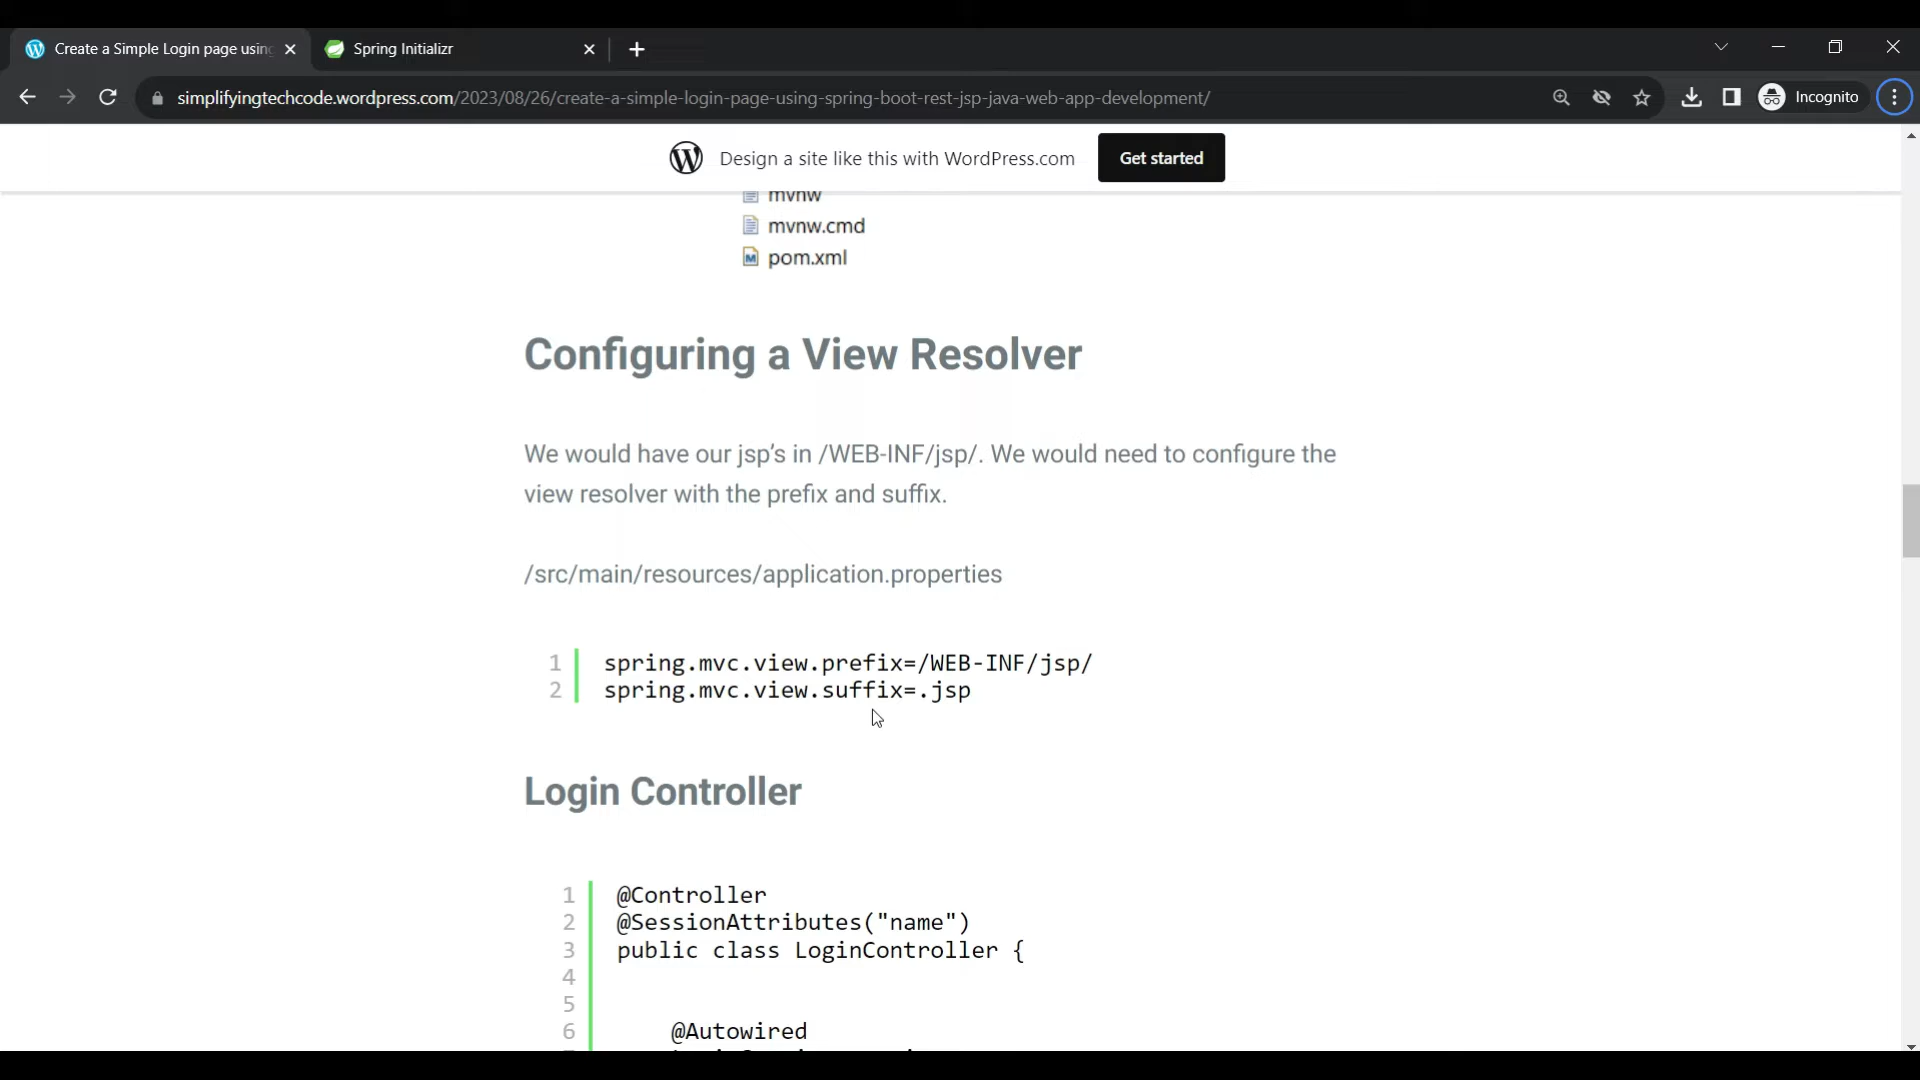 Create a Simple Login page using
Spring Initializr
simplifyingtechcode.wordpress.com/2023/08/26/create-a-simple-login-page-using-spring-boot-rest-jsp-java-web-app-development/
Incognito
Design a site like this with WordPress.com
Get started
mvnw
mvnw.cmd
pom.xml
Configuring a View Resolver
We would have our jsp’s in /WEB-INF/jsp/. We would need to configure the
view resolver with the prefix and suffix.
/src/main/resources/application.properties
1 spring.mvc.view.prefix=/WEB-INF/jsp/
2 spring.mvc.view.suffix=.jsp
Login Controller
1 @Controller
2 @SessionAttributes("name")
3 public class LoginController {
4
5
6 @Autowired